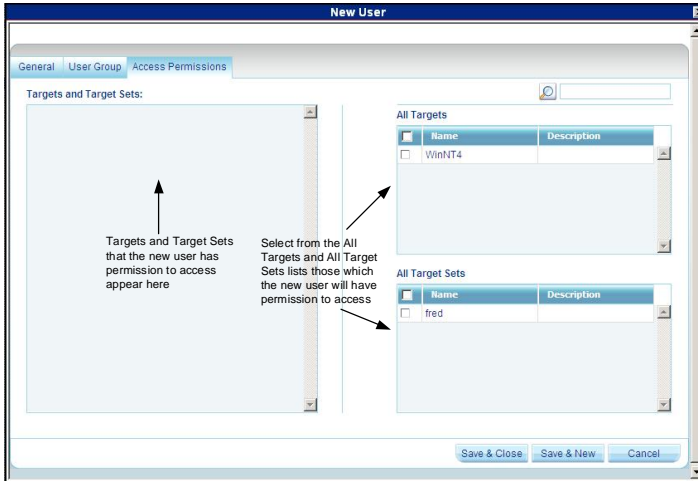 New User
General User Group Access Permissions
Targets and Target Sets:
All Targets
Name Description
WinNT4
Targets and Target Sets
that the new user has
permission to access
appear here
Select from the All
Targets and All Target
Sets lists those which
the new user will have
permission to access
All Target Sets
Name Description
fred
Save & Close Save & New Cancel